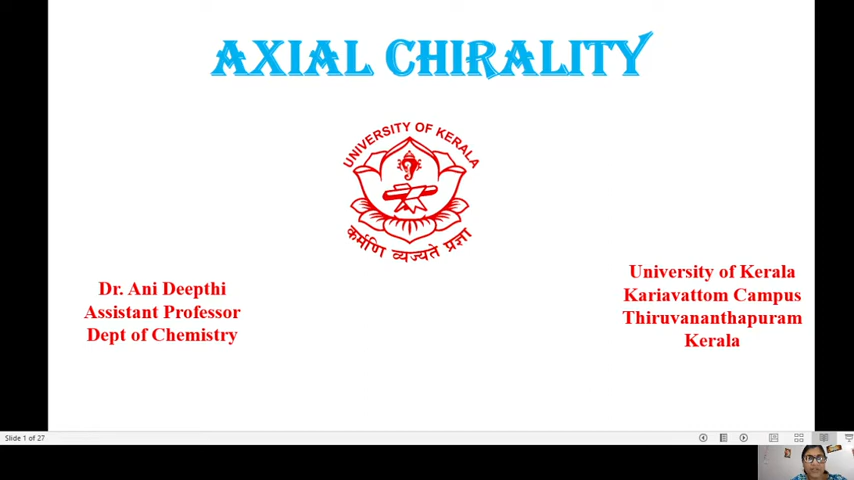 AXIAL CHIRALITY
UNIVERSITY OF KERALA
कर्मणि व्यज्यते प्रज्ञा
Dr. Ani Deepthi
Assistant Professor
Dept of Chemistry
University of Kerala
Kariavattom Campus
Thiruvananthapuram
Kerala
Slide 1 of 27